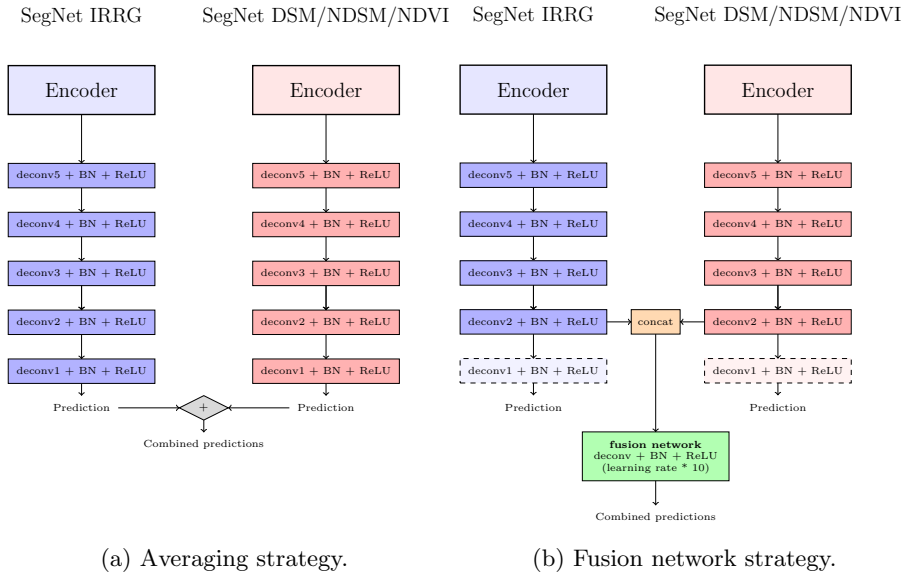 SegNet IRRG
SegNet DSM/NDSM/NDVI
Encoder
Encoder
deconv5 + BN + ReLU
deconv5 + BN + ReLU
deconv4 + BN + ReLU
deconv4 + BN + ReLU
deconv3 + BN + ReLU
deconv3 + BN + ReLU
deconv2 + BN + ReLU
deconv2 + BN + ReLU
deconv1 + BN + ReLU
deconv1 + BN + ReLU
Prediction
+
Prediction
Combined predictions
(a) Averaging strategy.
SegNet IRRG
SegNet DSM/NDSM/NDVI
Encoder
Encoder
deconv5 + BN + ReLU
deconv5 + BN + ReLU
deconv4 + BN + ReLU
deconv4 + BN + ReLU
deconv3 + BN + ReLU
deconv3 + BN + ReLU
deconv2 + BN + ReLU
concat
deconv2 + BN + ReLU
deconv1 + BN + ReLU
deconv1 + BN + ReLU
Prediction
Prediction
fusion network
deconv + BN + ReLU
(learning rate * 10)
Combined predictions
(b) Fusion network strategy.